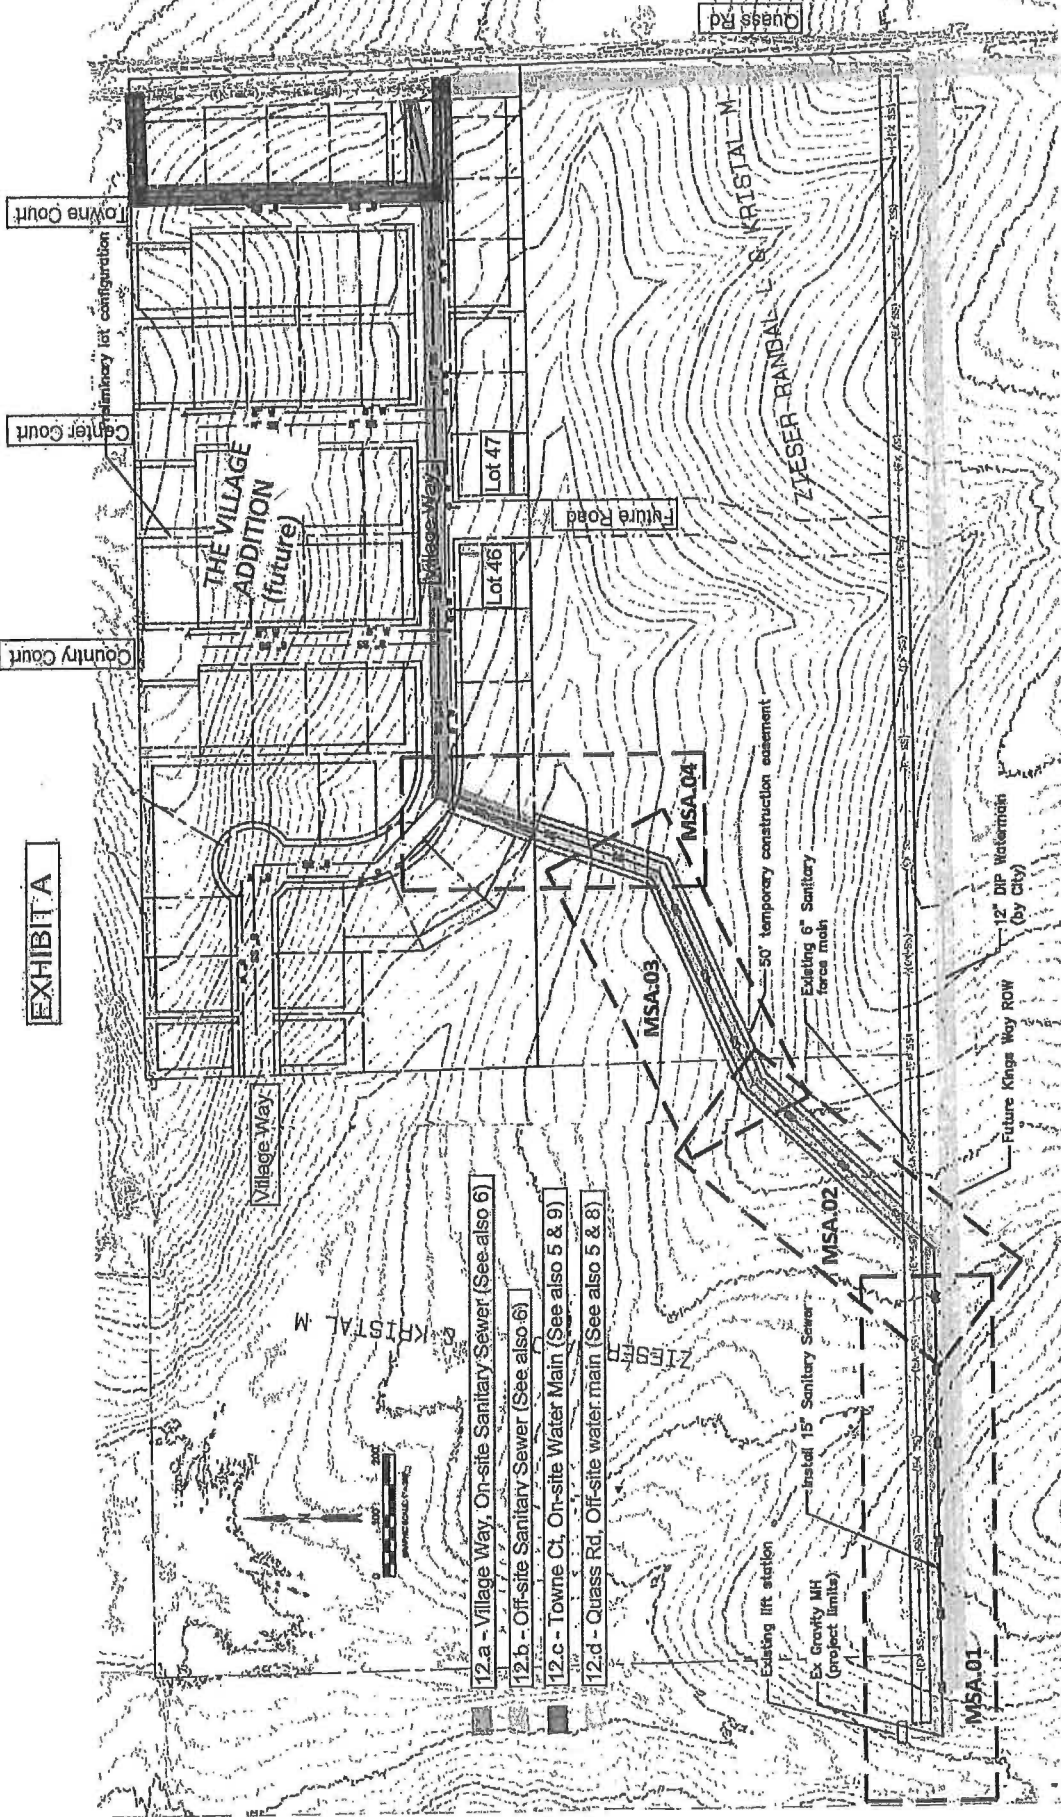 EXHIBIT A
Quass Rd
Towne Court
preliminary lot configuration
Center Court
Country Court
THE VILLAGE
ADDITION
(future)
Village Way
Lot 47
Lot 46
Future Road
ZIESER RANDAL L & KRISTAL M
Village Way
MSA.04
MSA.03
MSA.02
MSA.01
50' temporary construction easement
Existing 6" Sanitary
force main
12" DIP Watermain
(by City)
Future Kings Way ROW
12.a - Village Way, On-site Sanitary Sewer (See also 6)
12.b - Off-site Sanitary Sewer (See also 6)
12.c - Towne Ct, On-site Water Main (See also 5 & 9)
12.d - Quass Rd, Off-site water main (See also 5 & 8)
ZIESER
& KRISTAL M
N
0
100'
200'
Install 15" Sanitary Sewer
Existing lift station
Ex Gravity MH
(project limits)